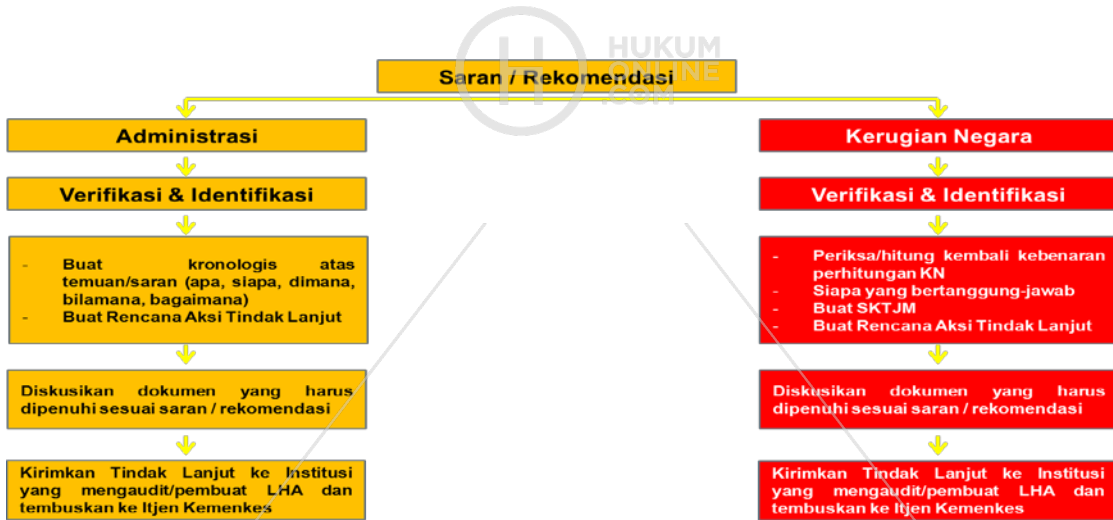 HUKUM
ONLINE
.COM
Saran / Rekomendasi
Administrasi
Verifikasi & Identifikasi
- Buat kronologis atas
temuan/saran (apa, siapa, dimana,
bilamana, bagaimana)
- Buat Rencana Aksi Tindak Lanjut
Diskusikan dokumen yang harus
dipenuhi sesuai saran / rekomendasi
Kirimkan Tindak Lanjut ke Institusi
yang mengaudit/pembuat LHA dan
tembuskan ke Itjen Kemenkes
Kerugian Negara
Verifikasi & Identifikasi
- Periksa/hitung kembali kebenaran
perhitungan KN
- Siapa yang bertanggung-jawab
- Buat SKTJM
- Buat Rencana Aksi Tindak Lanjut
Diskusikan dokumen yang harus
dipenuhi sesuai saran / rekomendasi
Kirimkan Tindak Lanjut ke Institusi
yang mengaudit/pembuat LHA dan
tembuskan ke Itjen Kemenkes